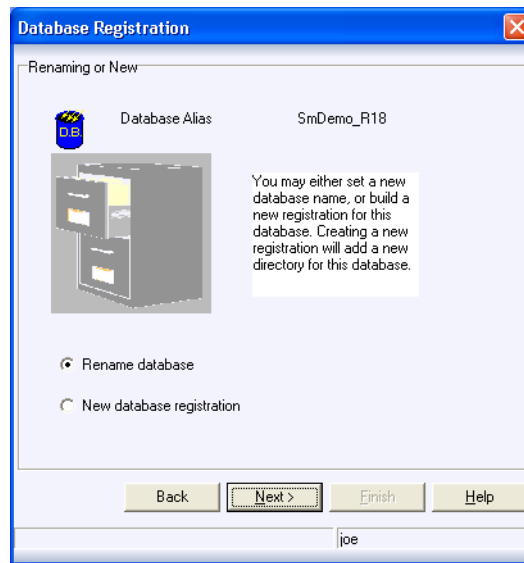 Database Registration
Renaming or New
D.B.
Database Alias SmDemo_R18
You may either set a new
database name, or build a
new registration for this
database. Creating a new
registration will add a new
directory for this database.
Rename database
New database registration
Back Next > Finish Help
joe